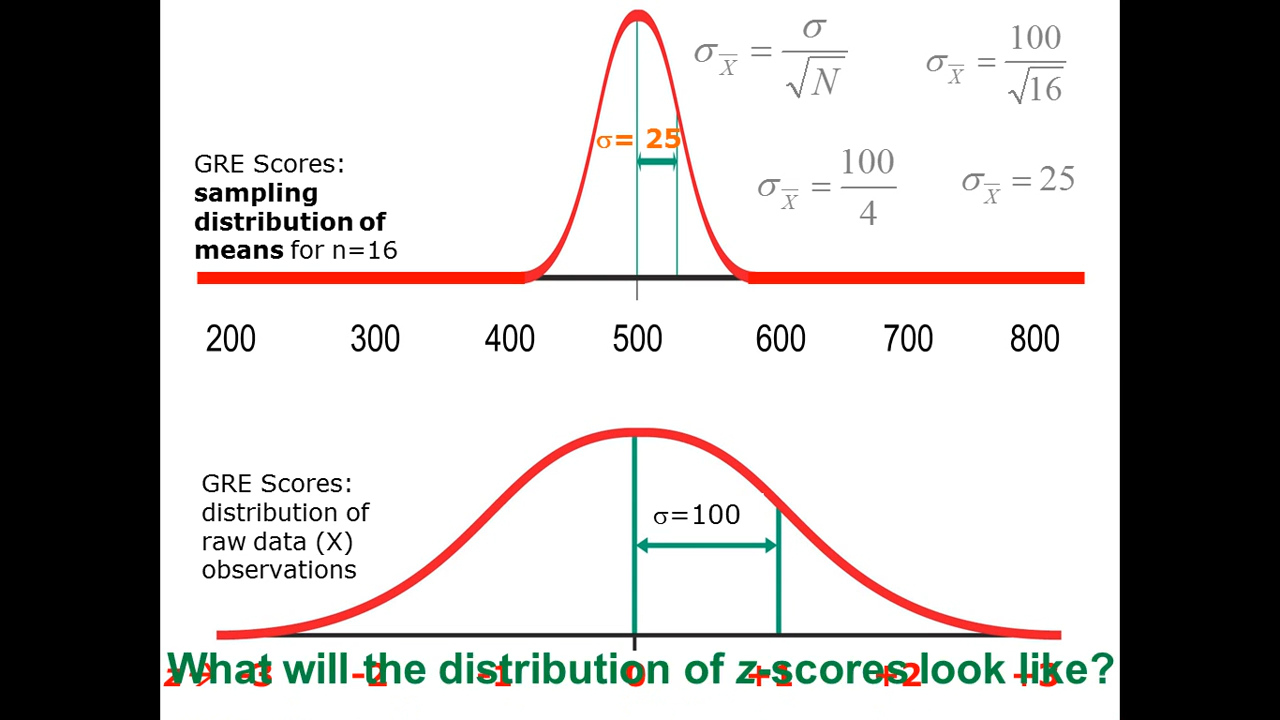 σ_X̅ = σ / √N
σ_X̅ = 100 / √16
σ= 25
σ_X̅ = 100 / 4
σ_X̅ = 25
GRE Scores:
sampling
distribution of
means for n=16
200 300 400 500 600 700 800
GRE Scores:
distribution of
raw data (X)
observations
σ=100
What will the distribution of z-scores look like?
z→ -3 -2 -1 0 +1 +2 +3